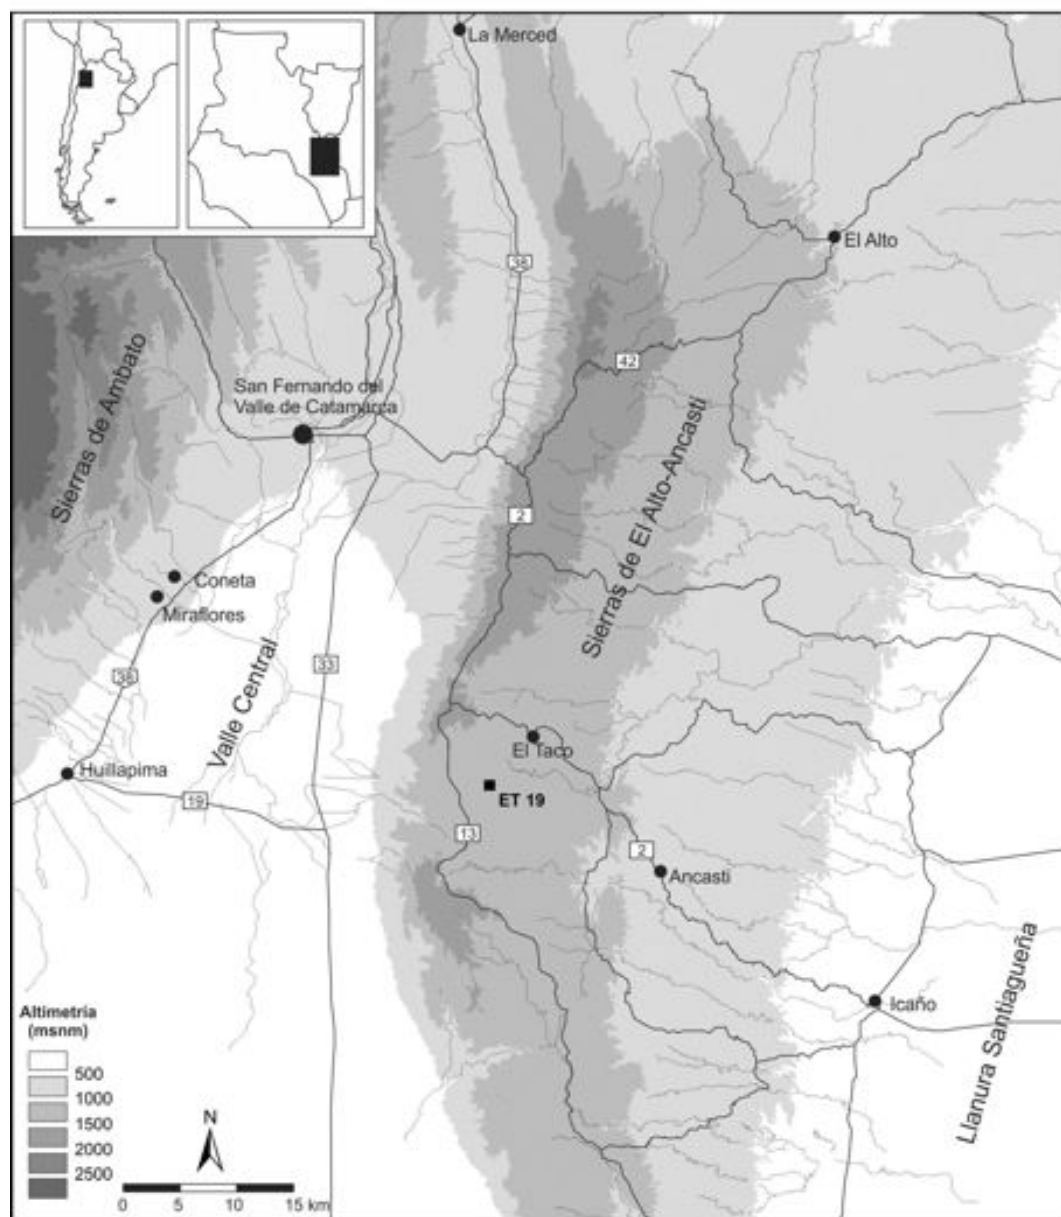 La Merced
El Alto
38
42
Sierras de Ambato
San Fernando del
Valle de Catamarca
Sierras de El Alto-Ancasti
2
Coneta
Miraflores
33
38
Valle Central
El Taco
Huillapima
ET 19
19
13
2
Ancasti
Icaño
Llanura Santiagueña
Altimetría
(msnm)
500
1000
1500
2000
2500
N
0 5 10 15 km